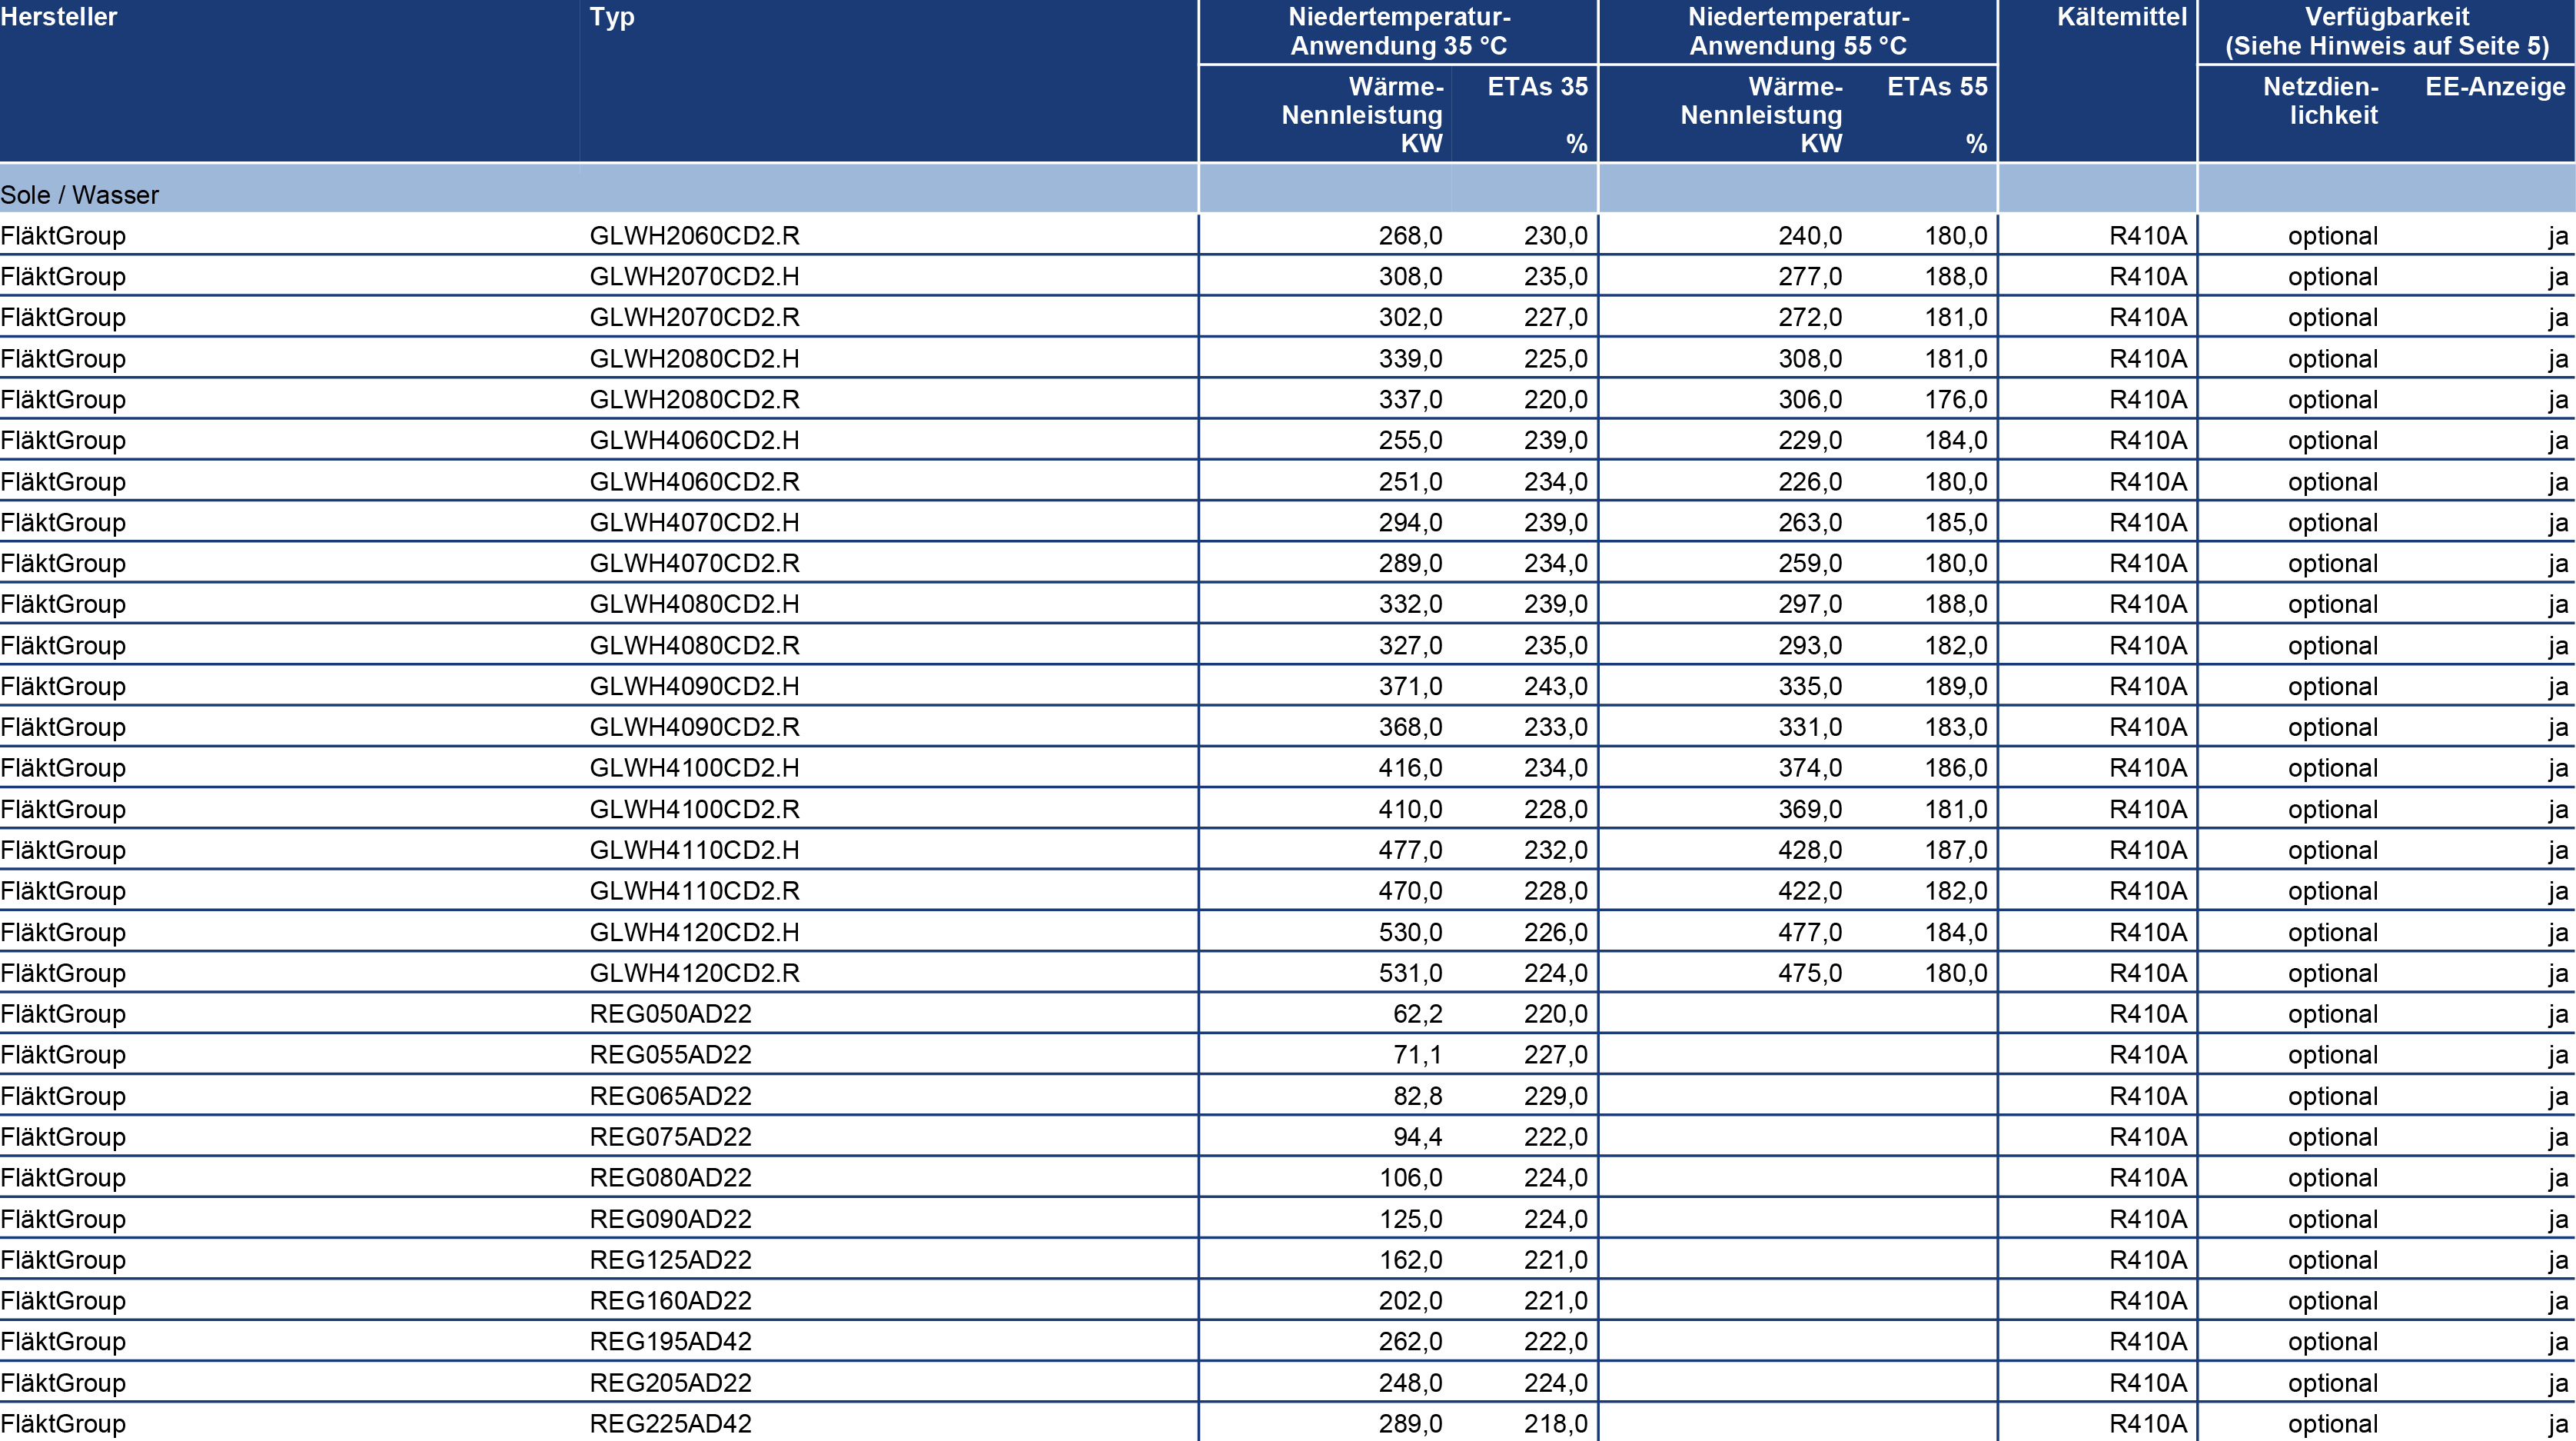 Hersteller Typ Niedertemperatur- Niedertemperatur- Kältemittel Verfügbarkeit
Anwendung 35 °C Anwendung 55 °C (Siehe Hinweis auf Seite 5)
Wärme- ETAs 35 Wärme- ETAs 55 Netzdien- EE-Anzeige
Nennleistung Nennleistung lichkeit
KW % KW %
Sole / Wasser
FläktGroup GLWH2060CD2.R 268,0 230,0 240,0 180,0 R410A optional ja
FläktGroup GLWH2070CD2.H 308,0 235,0 277,0 188,0 R410A optional ja
FläktGroup GLWH2070CD2.R 302,0 227,0 272,0 181,0 R410A optional ja
FläktGroup GLWH2080CD2.H 339,0 225,0 308,0 181,0 R410A optional ja
FläktGroup GLWH2080CD2.R 337,0 220,0 306,0 176,0 R410A optional ja
FläktGroup GLWH4060CD2.H 255,0 239,0 229,0 184,0 R410A optional ja
FläktGroup GLWH4060CD2.R 251,0 234,0 226,0 180,0 R410A optional ja
FläktGroup GLWH4070CD2.H 294,0 239,0 263,0 185,0 R410A optional ja
FläktGroup GLWH4070CD2.R 289,0 234,0 259,0 180,0 R410A optional ja
FläktGroup GLWH4080CD2.H 332,0 239,0 297,0 188,0 R410A optional ja
FläktGroup GLWH4080CD2.R 327,0 235,0 293,0 182,0 R410A optional ja
FläktGroup GLWH4090CD2.H 371,0 243,0 335,0 189,0 R410A optional ja
FläktGroup GLWH4090CD2.R 368,0 233,0 331,0 183,0 R410A optional ja
FläktGroup GLWH4100CD2.H 416,0 234,0 374,0 186,0 R410A optional ja
FläktGroup GLWH4100CD2.R 410,0 228,0 369,0 181,0 R410A optional ja
FläktGroup GLWH4110CD2.H 477,0 232,0 428,0 187,0 R410A optional ja
FläktGroup GLWH4110CD2.R 470,0 228,0 422,0 182,0 R410A optional ja
FläktGroup GLWH4120CD2.H 530,0 226,0 477,0 184,0 R410A optional ja
FläktGroup GLWH4120CD2.R 531,0 224,0 475,0 180,0 R410A optional ja
FläktGroup REG050AD22 62,2 220,0 R410A optional ja
FläktGroup REG055AD22 71,1 227,0 R410A optional ja
FläktGroup REG065AD22 82,8 229,0 R410A optional ja
FläktGroup REG075AD22 94,4 222,0 R410A optional ja
FläktGroup REG080AD22 106,0 224,0 R410A optional ja
FläktGroup REG090AD22 125,0 224,0 R410A optional ja
FläktGroup REG125AD22 162,0 221,0 R410A optional ja
FläktGroup REG160AD22 202,0 221,0 R410A optional ja
FläktGroup REG195AD42 262,0 222,0 R410A optional ja
FläktGroup REG205AD22 248,0 224,0 R410A optional ja
FläktGroup REG225AD42 289,0 218,0 R410A optional ja